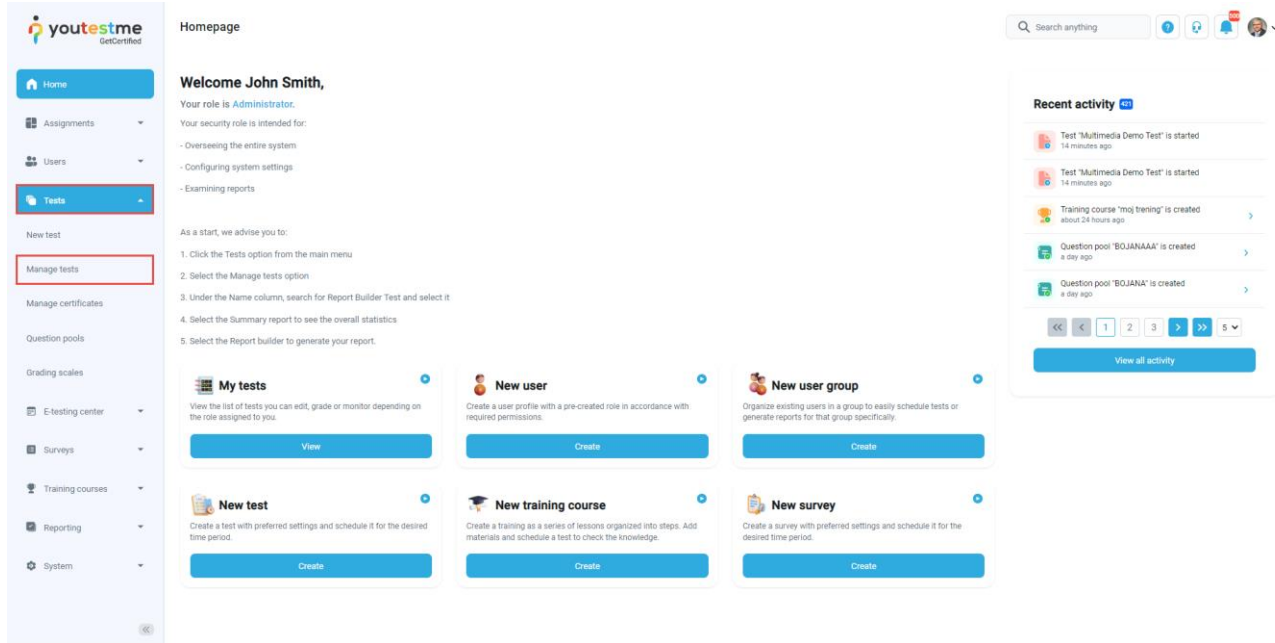 youtestme
GetCertified
Homepage
Search anything
Home
Assignments
Users
Tests
New test
Manage tests
Manage certificates
Question pools
Grading scales
E-testing center
Surveys
Training courses
Reporting
System
Welcome John Smith,
Your role is Administrator.
Your security role is intended for:
- Overseeing the entire system
- Configuring system settings
- Examining reports
As a start, we advise you to:
1. Click the Tests option from the main menu
2. Select the Manage tests option
3. Under the Name column, search for Report Builder Test and select it
4. Select the Summary report to see the overall statistics
5. Select the Report builder to generate your report.
My tests
View the list of tests you can edit, grade or monitor depending on
the role assigned to you.
View
New user
Create a user profile with a pre-created role in accordance with
required permissions.
Create
New user group
Organize existing users in a group to easily schedule tests or
generate reports for that group specifically.
Create
New test
Create a test with preferred settings and schedule it for the desired
time period.
Create
New training course
Create a training as a series of lessons organized into steps. Add
materials and schedule a test to check the knowledge.
Create
New survey
Create a survey with preferred settings and schedule it for the
desired time period.
Create
Recent activity 421
Test "Multimedia Demo Test" is started
14 minutes ago
Test "Multimedia Demo Test" is started
14 minutes ago
Training course "moj trening" is created
about 24 hours ago
Question pool "BOJANAAA" is created
a day ago
Question pool "BOJANA" is created
a day ago
1 2 3 5
View all activity